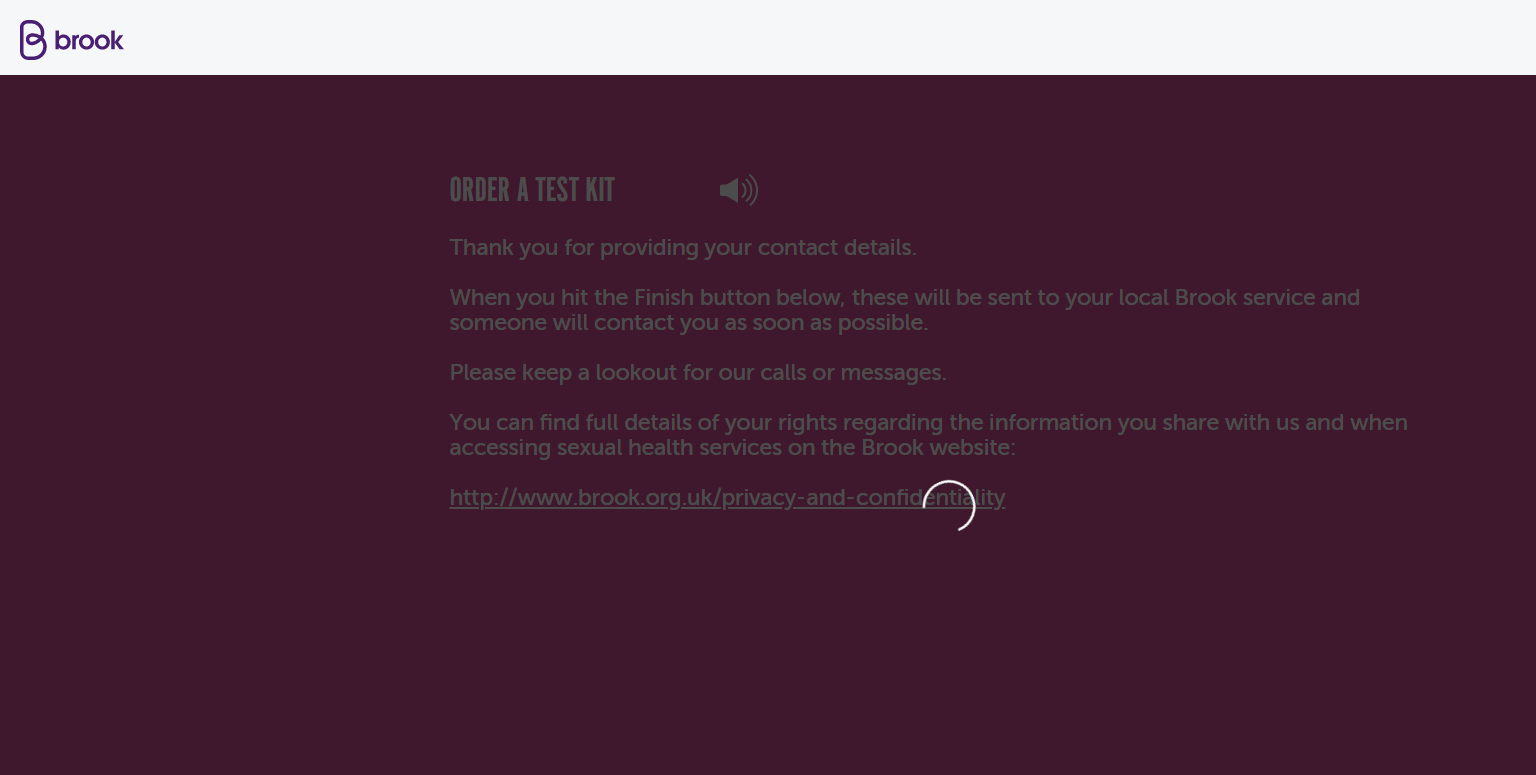 brook
ORDER A TEST KIT
Thank you for providing your contact details.
When you hit the Finish button below, these will be sent to your local Brook service and
someone will contact you as soon as possible.
Please keep a lookout for our calls or messages.
You can find full details of your rights regarding the information you share with us and when
accessing sexual health services on the Brook website:
http://www.brook.org.uk/privacy-and-confidentiality